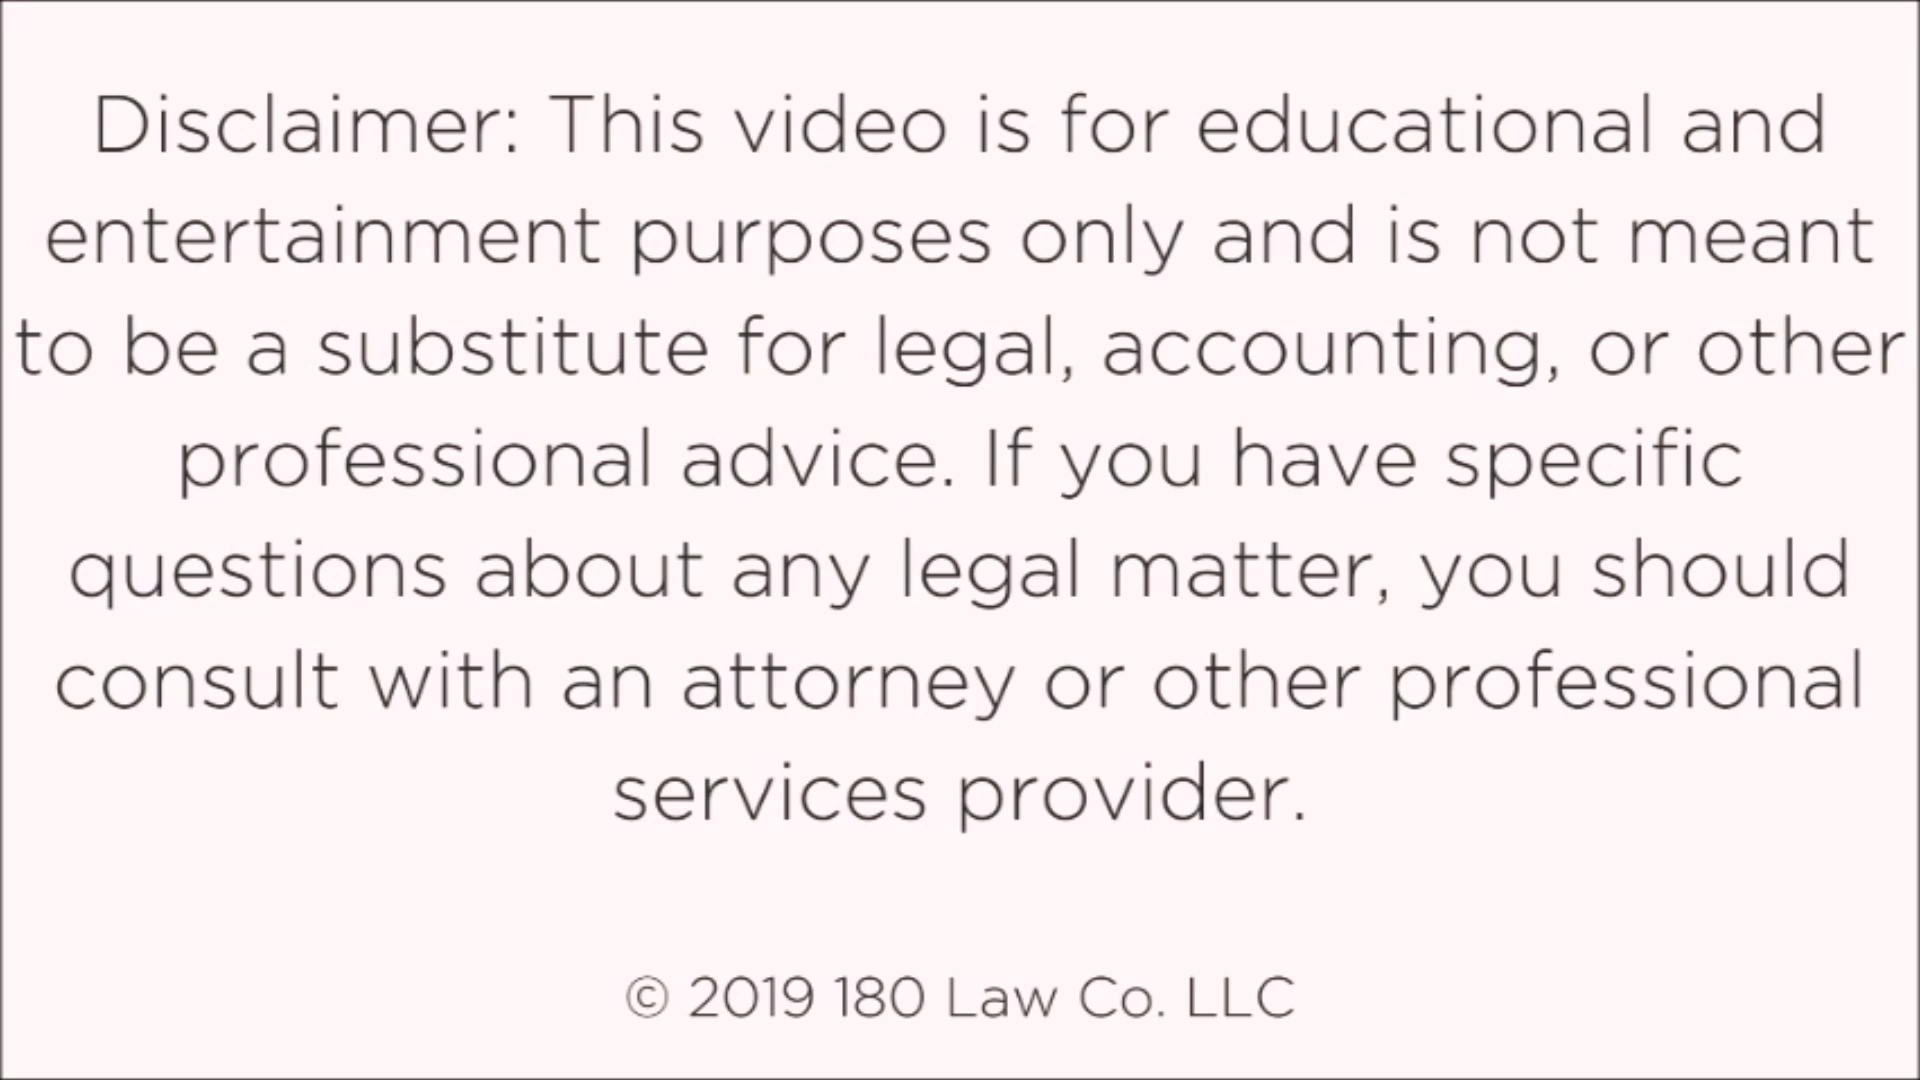 Disclaimer: This video is for educational and
entertainment purposes only and is not meant
to be a substitute for legal, accounting, or other
professional advice. If you have specific
questions about any legal matter, you should
consult with an attorney or other professional
services provider.
© 2019 180 Law Co. LLC